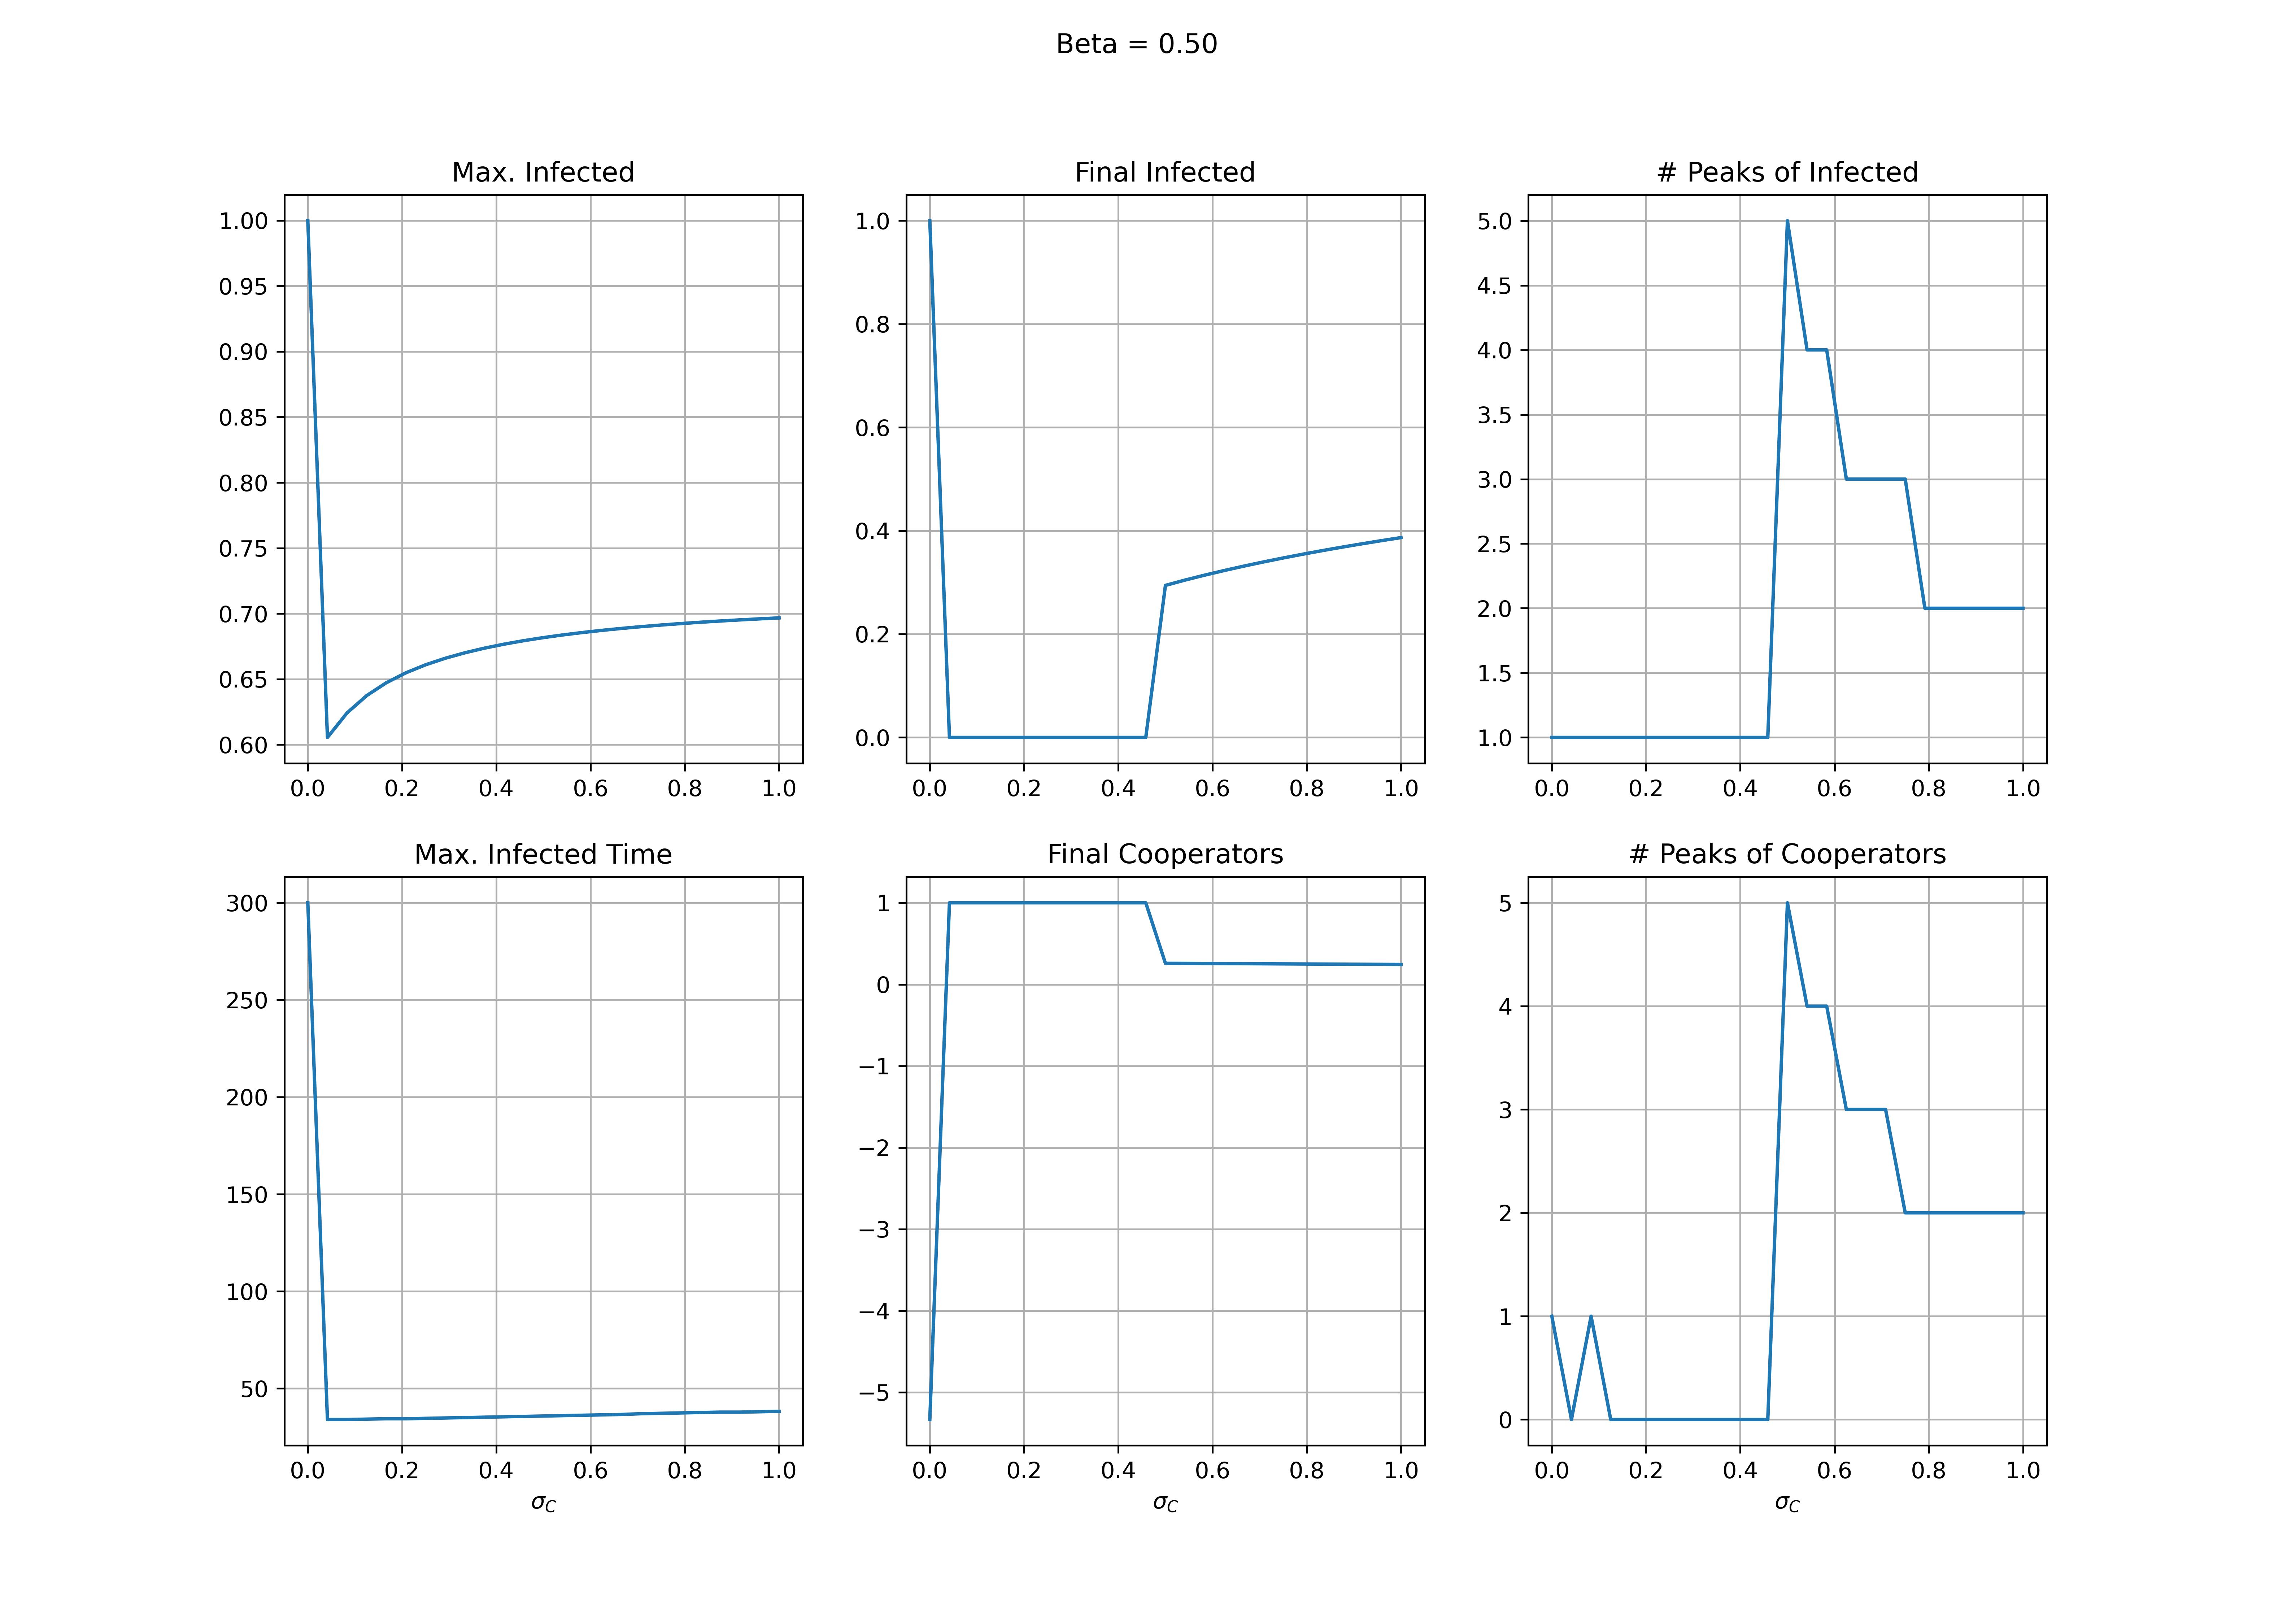 Beta = 0.50
Max. Infected
1.00
0.95
0.90
0.85
0.80
0.75
0.70
0.65
0.60
0.0 0.2 0.4 0.6 0.8 1.0
Final Infected
1.0
0.8
0.6
0.4
0.2
0.0
0.0 0.2 0.4 0.6 0.8 1.0
# Peaks of Infected
5.0
4.5
4.0
3.5
3.0
2.5
2.0
1.5
1.0
0.0 0.2 0.4 0.6 0.8 1.0
Max. Infected Time
300
250
200
150
100
50
0.0 0.2 0.4 0.6 0.8 1.0
σC
Final Cooperators
1
0
−1
−2
−3
−4
−5
0.0 0.2 0.4 0.6 0.8 1.0
σC
# Peaks of Cooperators
5
4
3
2
1
0
0.0 0.2 0.4 0.6 0.8 1.0
σC